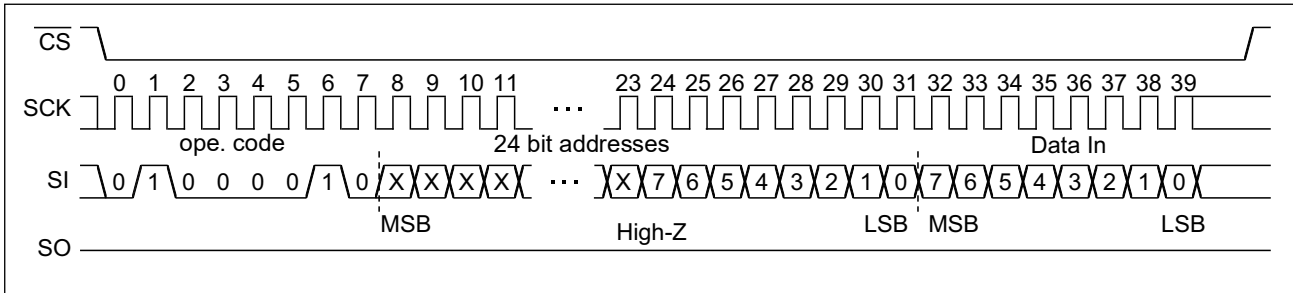 CS
0 1 2 3 4 5 6 7 8 9 10 11 23 24 25 26 27 28 29 30 31 32 33 34 35 36 37 38 39
SCK ···
ope. code 24 bit addresses Data In
SI 0 1 0 0 0 0 1 0 X X X X ··· X 7 6 5 4 3 2 1 0 7 6 5 4 3 2 1 0
MSB High-Z LSB MSB LSB
SO